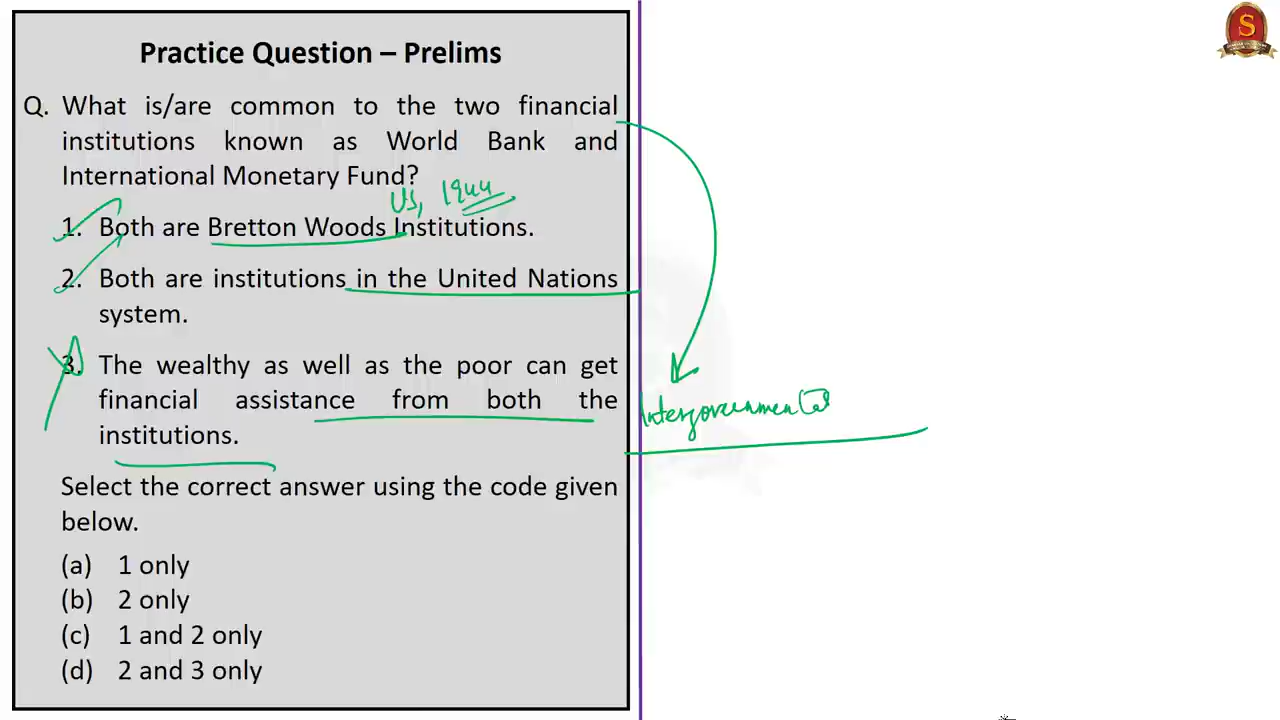 Practice Question – Prelims
Q. What is/are common to the two financial
institutions known as World Bank and
International Monetary Fund?
US, 1944
1. Both are Bretton Woods Institutions.
2. Both are institutions in the United Nations
system.
3. The wealthy as well as the poor can get
financial assistance from both the
institutions.
Intergovernmental
Select the correct answer using the code given
below.
(a) 1 only
(b) 2 only
(c) 1 and 2 only
(d) 2 and 3 only
S